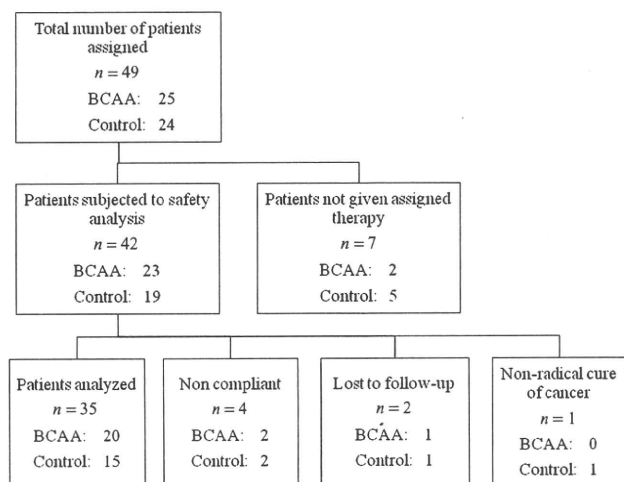 Total number of patients
assigned
n = 49
BCAA: 25
Control: 24
Patients subjected to safety
analysis
n = 42
BCAA: 23
Control: 19
Patients not given assigned
therapy
n = 7
BCAA: 2
Control: 5
Patients analyzed
n = 35
BCAA: 20
Control: 15
Non compliant
n = 4
BCAA: 2
Control: 2
Lost to follow-up
n = 2
BCAA: 1
Control: 1
Non-radical cure
of cancer
n = 1
BCAA: 0
Control: 1